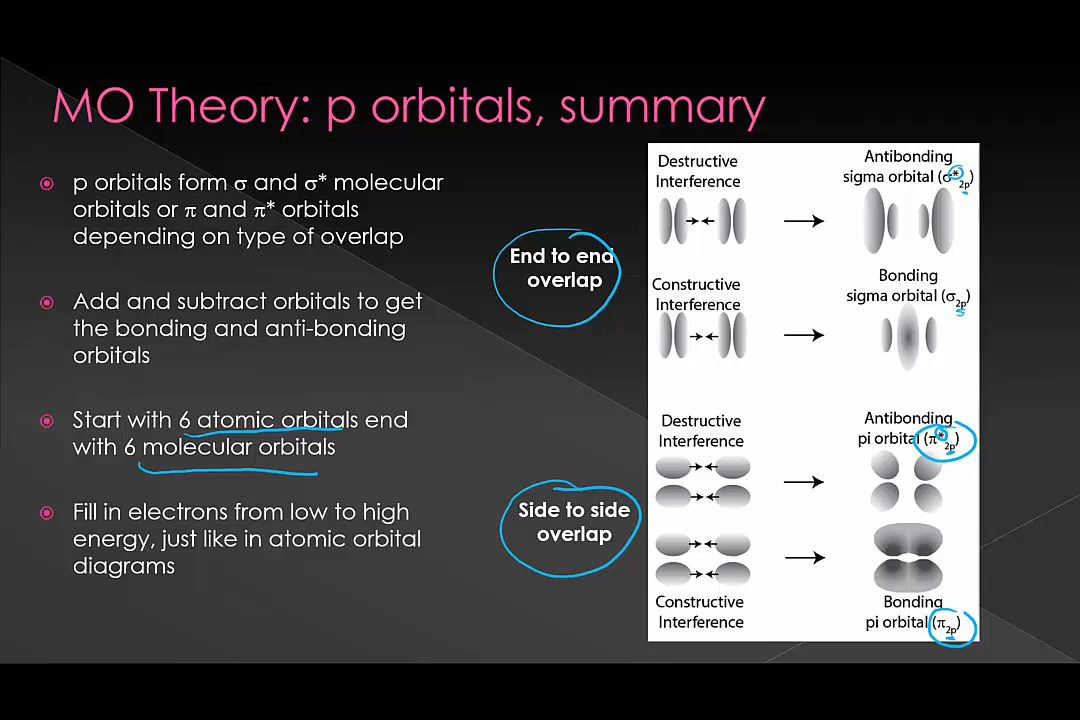 MO Theory: p orbitals, summary
p orbitals form σ and σ* molecular
orbitals or π and π* orbitals
depending on type of overlap
Add and subtract orbitals to get
the bonding and anti-bonding
orbitals
Start with 6 atomic orbitals end
with 6 molecular orbitals
Fill in electrons from low to high
energy, just like in atomic orbital
diagrams
End to end
overlap
Side to side
overlap
Destructive
Interference
Antibonding
sigma orbital (σ*2p)
Constructive
Interference
Bonding
sigma orbital (σ2p)
Destructive
Interference
Antibonding
pi orbital (π*2p)
Constructive
Interference
Bonding
pi orbital (π2p)